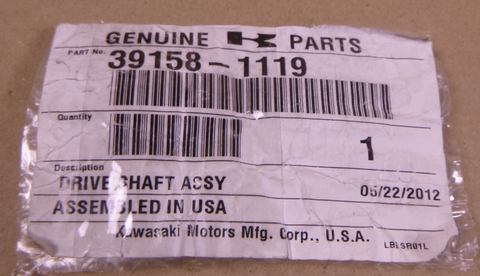 GENUINE PARTS
PART No. 39158-1119
Quantity
1
Description
DRIVE SHAFT ASSY 05/22/2012
ASSEMBLED IN USA
Kawasaki Motors Mfg. Corp., U.S.A.
LBLSR01L